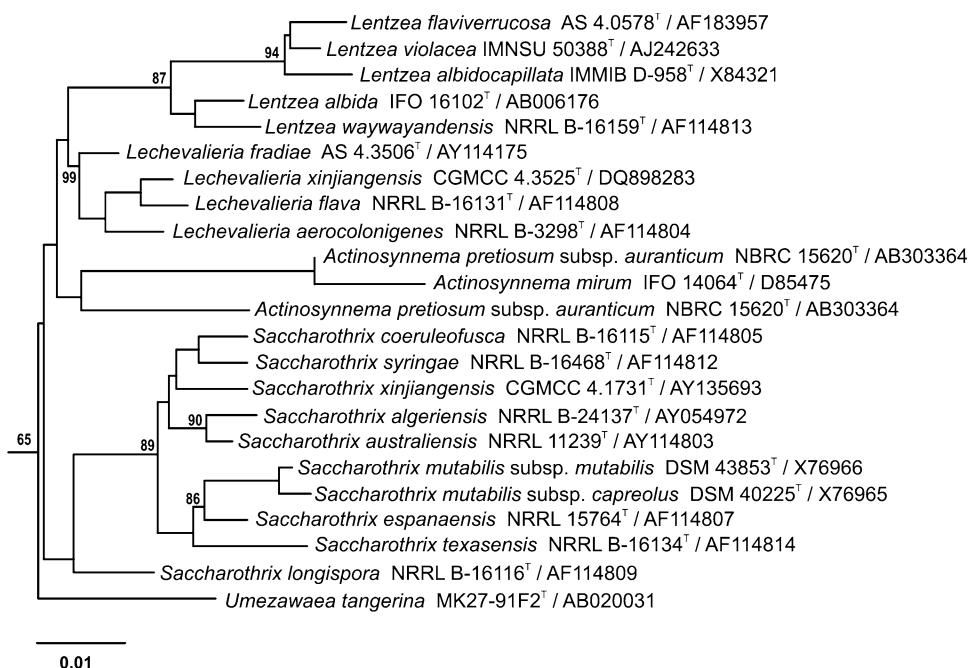 Lentzea flaviverrucosa AS 4.0578ᵀ / AF183957
Lentzea violacea IMNSU 50388ᵀ / AJ242633
94
Lentzea albidocapillata IMMIB D-958ᵀ / X84321
87
Lentzea albida IFO 16102ᵀ / AB006176
Lentzea waywayandensis NRRL B-16159ᵀ / AF114813
Lechevalieria fradiae AS 4.3506ᵀ / AY114175
99
Lechevalieria xinjiangensis CGMCC 4.3525ᵀ / DQ898283
Lechevalieria flava NRRL B-16131ᵀ / AF114808
Lechevalieria aerocolonigenes NRRL B-3298ᵀ / AF114804
Actinosynnema pretiosum subsp. auranticum NBRC 15620ᵀ / AB303364
Actinosynnema mirum IFO 14064ᵀ / D85475
Actinosynnema pretiosum subsp. auranticum NBRC 15620ᵀ / AB303364
Saccharothrix coeruleofusca NRRL B-16115ᵀ / AF114805
Saccharothrix syringae NRRL B-16468ᵀ / AF114812
Saccharothrix xinjiangensis CGMCC 4.1731ᵀ / AY135693
Saccharothrix algeriensis NRRL B-24137ᵀ / AY054972
90
Saccharothrix australiensis NRRL 11239ᵀ / AY114803
65
89
Saccharothrix mutabilis subsp. mutabilis DSM 43853ᵀ / X76966
Saccharothrix mutabilis subsp. capreolus DSM 40225ᵀ / X76965
86
Saccharothrix espanaensis NRRL 15764ᵀ / AF114807
Saccharothrix texasensis NRRL B-16134ᵀ / AF114814
Saccharothrix longispora NRRL B-16116ᵀ / AF114809
Umezawaea tangerina MK27-91F2ᵀ / AB020031
0.01